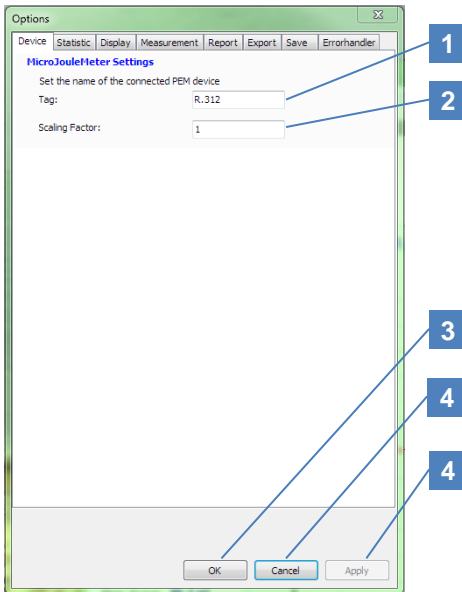 Options
Device Statistic Display Measurement Report Export Save Errorhandler
MicroJouleMeter Settings
Set the name of the connected PEM device
Tag: R.312
Scaling Factor: 1
OK Cancel Apply
1
2
3
4
4